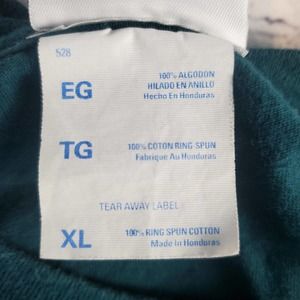 528
EG
100% ALGODON
HILADO EN ANILLO
Hecho En Honduras
TG
100% COTON RING-SPUN
Fabrique Au Honduras
TEAR AWAY LABEL
XL
100% RING SPUN COTTON
Made In Honduras